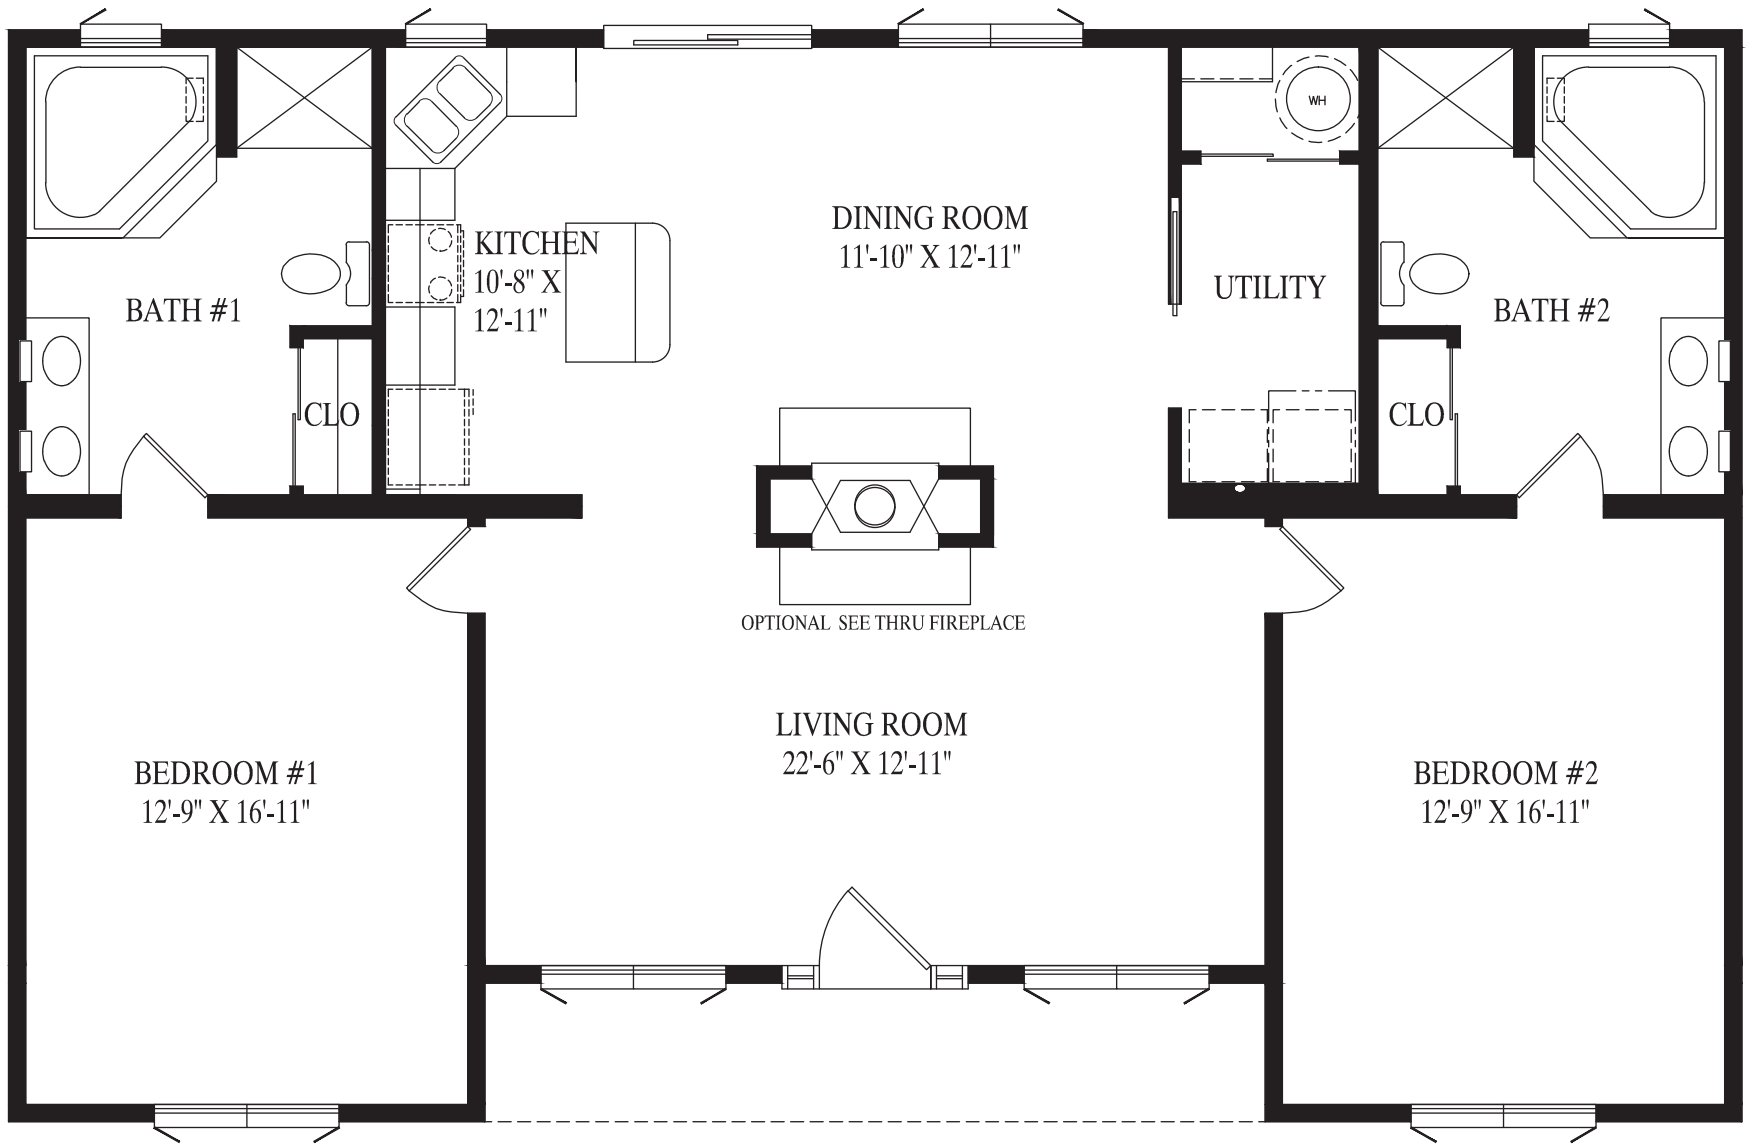 WH
DINING ROOM
11'-10" X 12'-11"
KITCHEN
10'-8" X
12'-11"
UTILITY
BATH #1
BATH #2
CLO
CLO
OPTIONAL SEE THRU FIREPLACE
LIVING ROOM
22'-6" X 12'-11"
BEDROOM #1
12'-9" X 16'-11"
BEDROOM #2
12'-9" X 16'-11"